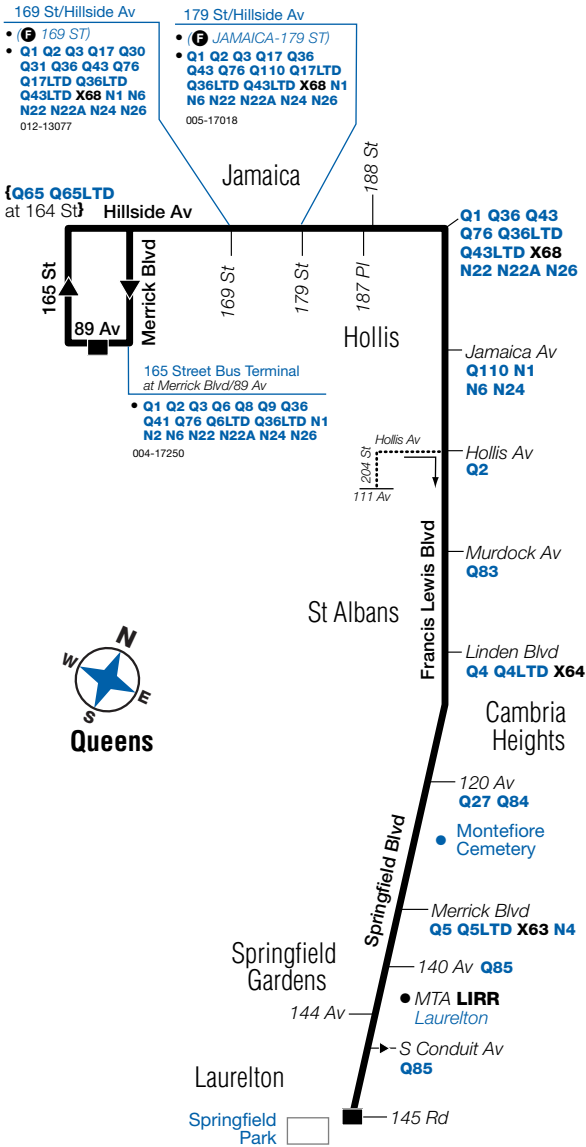 169 St/Hillside Av
• (F 169 ST)
• Q1 Q2 Q3 Q17 Q30
Q31 Q36 Q43 Q76
Q17LTD Q36LTD
Q43LTD X68 N1 N6
N22 N22A N24 N26
012-13077
179 St/Hillside Av
• (F JAMAICA-179 ST)
• Q1 Q2 Q3 Q17 Q36
Q43 Q76 Q110 Q17LTD
Q36LTD Q43LTD X68 N1
N6 N22 N22A N24 N26
005-17018
Jamaica
188 St
{Q65 Q65LTD
at 164 St}
Hillside Av
Q1 Q36 Q43
Q76 Q36LTD
Q43LTD X68
N22 N22A N26
165 St
Merrick Blvd
169 St
179 St
187 Pl
89 Av
Hollis
Jamaica Av
Q110 N1
N6 N24
165 Street Bus Terminal
at Merrick Blvd/89 Av
• Q1 Q2 Q3 Q6 Q8 Q9 Q36
Q41 Q76 Q6LTD Q36LTD N1
N2 N6 N22 N22A N24 N26
004-17250
Hollis Av
204 St
111 Av
Hollis Av
Q2
Francis Lewis Blvd
Murdock Av
Q83
St Albans
Linden Blvd
Q4 Q4LTD X64
N
W
E
S
Queens
Cambria
Heights
120 Av
Q27 Q84
Springfield Blvd
Montefiore
Cemetery
Merrick Blvd
Q5 Q5LTD X63 N4
Springfield
Gardens
140 Av Q85
MTA LIRR
Laurelton
144 Av
S Conduit Av
Q85
Laurelton
Springfield
Park
145 Rd